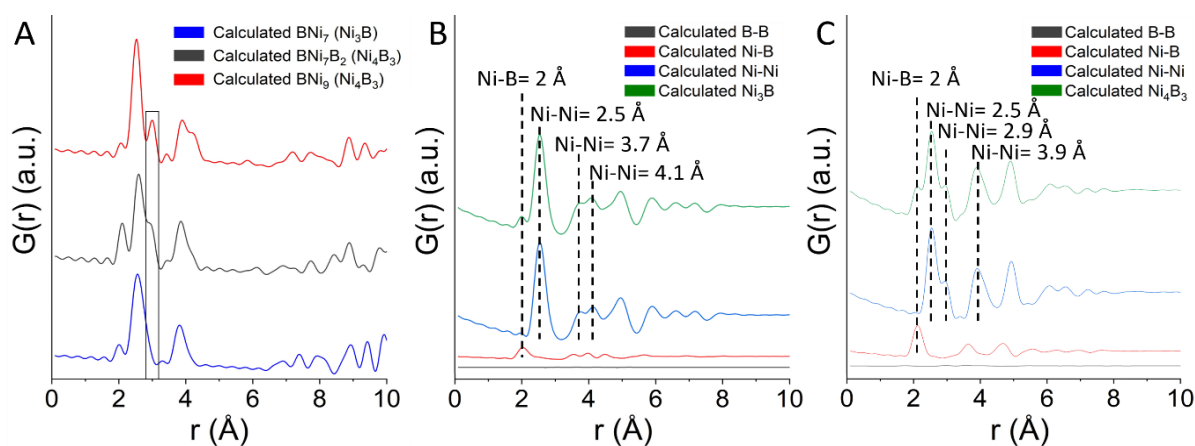 A
Calculated BNi₇ (Ni₃B)
Calculated BNi₇B₂ (Ni₄B₃)
Calculated BNi₉ (Ni₄B₃)
G(r) (a.u.)
0 2 4 6 8 10
r (Å)
B
Calculated B-B
Calculated Ni-B
Calculated Ni-Ni
Calculated Ni₃B
Ni-B= 2 Å
Ni-Ni= 2.5 Å
Ni-Ni= 3.7 Å
Ni-Ni= 4.1 Å
G(r) (a.u.)
0 2 4 6 8 10
r (Å)
C
Calculated B-B
Calculated Ni-B
Calculated Ni-Ni
Calculated Ni₄B₃
Ni-B= 2 Å
Ni-Ni= 2.5 Å
Ni-Ni= 2.9 Å
Ni-Ni= 3.9 Å
G(r) (a.u.)
0 2 4 6 8 10
r (Å)